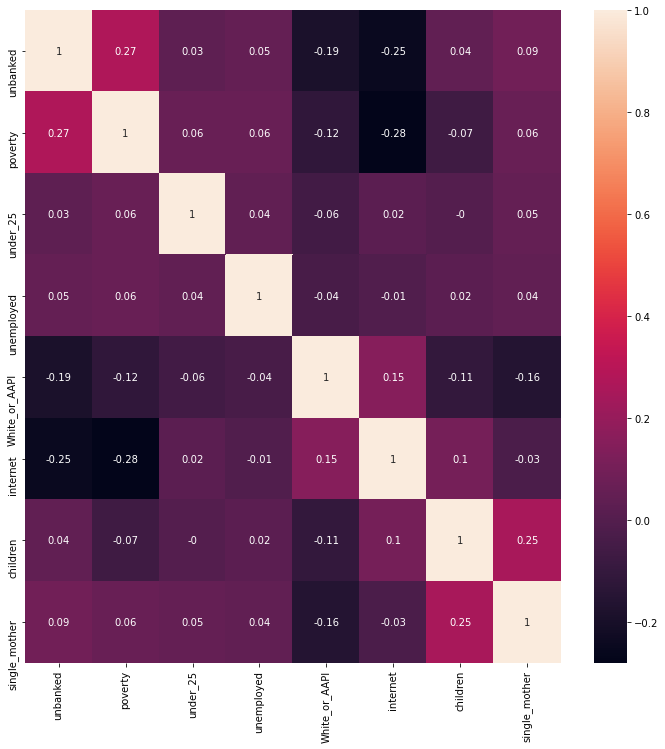 unbanked 1 0.27 0.03 0.05 -0.19 -0.25 0.04 0.09
poverty 0.27 1 0.06 0.06 -0.12 -0.28 -0.07 0.06
under_25 0.03 0.06 1 0.04 -0.06 0.02 -0 0.05
unemployed 0.05 0.06 0.04 1 -0.04 -0.01 0.02 0.04
White_or_AAPI -0.19 -0.12 -0.06 -0.04 1 0.15 -0.11 -0.16
internet -0.25 -0.28 0.02 -0.01 0.15 1 0.1 -0.03
children 0.04 -0.07 -0 0.02 -0.11 0.1 1 0.25
single_mother 0.09 0.06 0.05 0.04 -0.16 -0.03 0.25 1
unbanked poverty under_25 unemployed White_or_AAPI internet children single_mother
1.0
0.8
0.6
0.4
0.2
0.0
−0.2